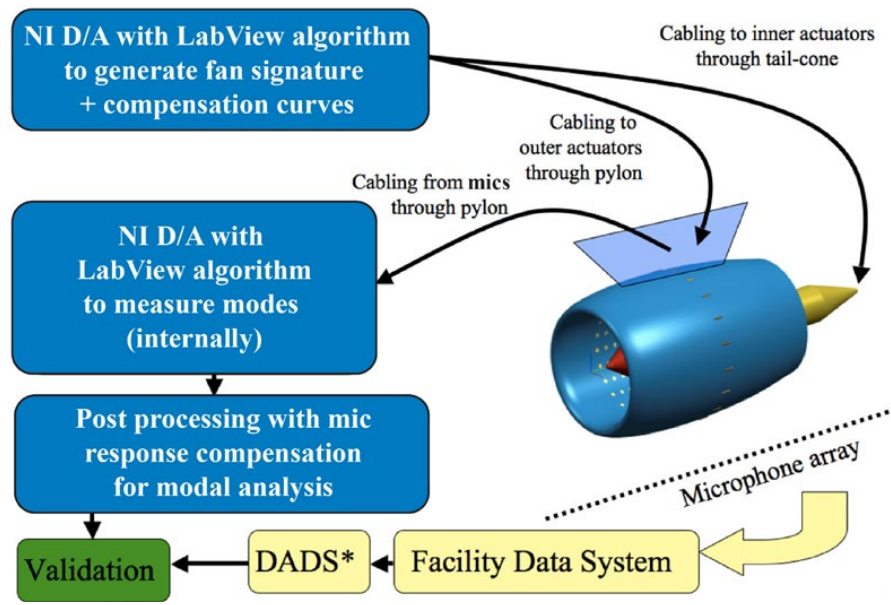 NI D/A with LabView algorithm
to generate fan signature
+ compensation curves
Cabling to inner actuators
through tail-cone
Cabling to
outer actuators
through pylon
Cabling from mics
through pylon
NI D/A with
LabView algorithm
to measure modes
(internally)
Post processing with mic
response compensation
for modal analysis
Microphone array
Validation
DADS*
Facility Data System